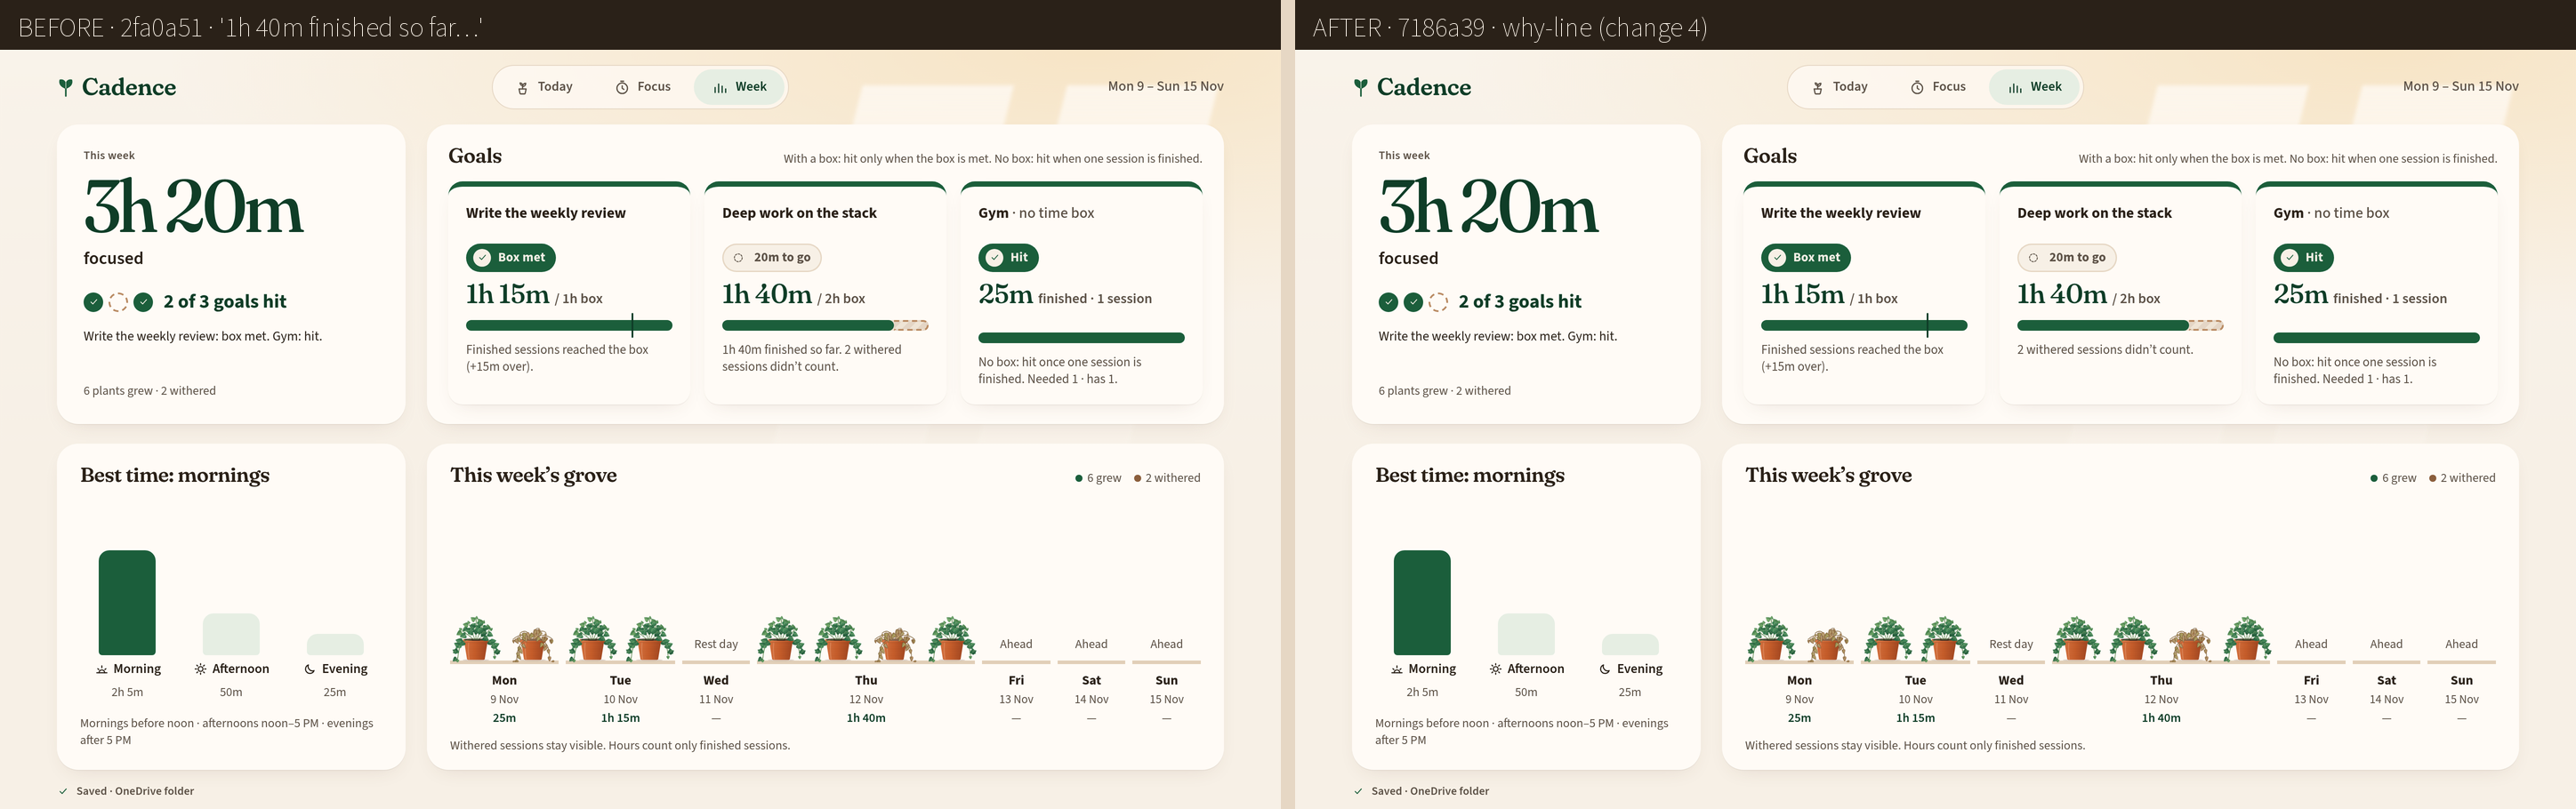 BEFORE · 2fa0a51 · '1h 40m finished so far…'
Cadence
Today
Focus
Week
Mon 9 – Sun 15 Nov
This week
3h 20m
focused
2 of 3 goals hit
Write the weekly review: box met. Gym: hit.
6 plants grew · 2 withered
Goals
With a box: hit only when the box is met. No box: hit when one session is finished.
Write the weekly review
Box met
1h 15m / 1h box
Finished sessions reached the box
(+15m over).
Deep work on the stack
20m to go
1h 40m / 2h box
1h 40m finished so far. 2 withered
sessions didn’t count.
Gym · no time box
Hit
25m finished · 1 session
No box: hit once one session is
finished. Needed 1 · has 1.
Best time: mornings
Morning
2h 5m
Afternoon
50m
Evening
25m
Mornings before noon · afternoons noon–5 PM · evenings
after 5 PM
This week’s grove
6 grew
2 withered
Rest day
Ahead
Ahead
Ahead
Mon
9 Nov
25m
Tue
10 Nov
1h 15m
Wed
11 Nov
—
Thu
12 Nov
1h 40m
Fri
13 Nov
—
Sat
14 Nov
—
Sun
15 Nov
—
Withered sessions stay visible. Hours count only finished sessions.
Saved · OneDrive folder
AFTER · 7186a39 · why-line (change 4)
Cadence
Today
Focus
Week
Mon 9 – Sun 15 Nov
This week
3h 20m
focused
2 of 3 goals hit
Write the weekly review: box met. Gym: hit.
6 plants grew · 2 withered
Goals
With a box: hit only when the box is met. No box: hit when one session is finished.
Write the weekly review
Box met
1h 15m / 1h box
Finished sessions reached the box
(+15m over).
Deep work on the stack
20m to go
1h 40m / 2h box
2 withered sessions didn’t count.
Gym · no time box
Hit
25m finished · 1 session
No box: hit once one session is
finished. Needed 1 · has 1.
Best time: mornings
Morning
2h 5m
Afternoon
50m
Evening
25m
Mornings before noon · afternoons noon–5 PM · evenings
after 5 PM
This week’s grove
6 grew
2 withered
Rest day
Ahead
Ahead
Ahead
Mon
9 Nov
25m
Tue
10 Nov
1h 15m
Wed
11 Nov
—
Thu
12 Nov
1h 40m
Fri
13 Nov
—
Sat
14 Nov
—
Sun
15 Nov
—
Withered sessions stay visible. Hours count only finished sessions.
Saved · OneDrive folder